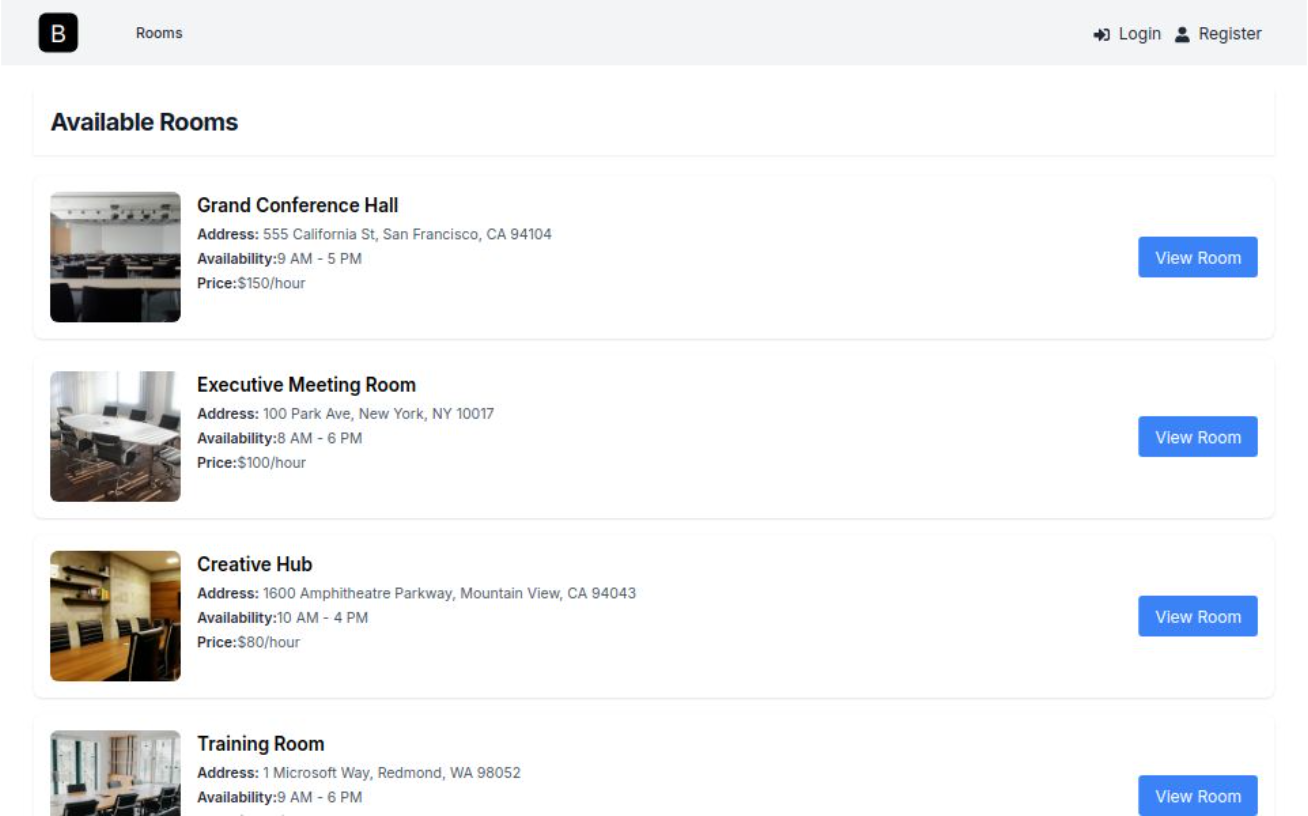 B
Rooms
Login
Register
Available Rooms
Grand Conference Hall
Address: 555 California St, San Francisco, CA 94104
Availability:9 AM - 5 PM
Price:$150/hour
View Room
Executive Meeting Room
Address: 100 Park Ave, New York, NY 10017
Availability:8 AM - 6 PM
Price:$100/hour
View Room
Creative Hub
Address: 1600 Amphitheatre Parkway, Mountain View, CA 94043
Availability:10 AM - 4 PM
Price:$80/hour
View Room
Training Room
Address: 1 Microsoft Way, Redmond, WA 98052
Availability:9 AM - 6 PM
View Room